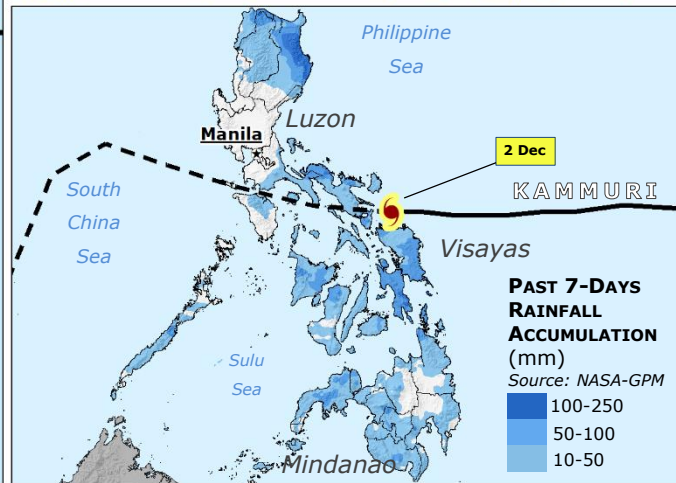 Philippine
Sea
Luzon
Manila
2 Dec
KAMMURI
South
China
Sea
Visayas
PAST 7-DAYS
RAINFALL
ACCUMULATION
(mm)
Source: NASA-GPM
100-250
50-100
10-50
Sulu
Sea
Mindanao